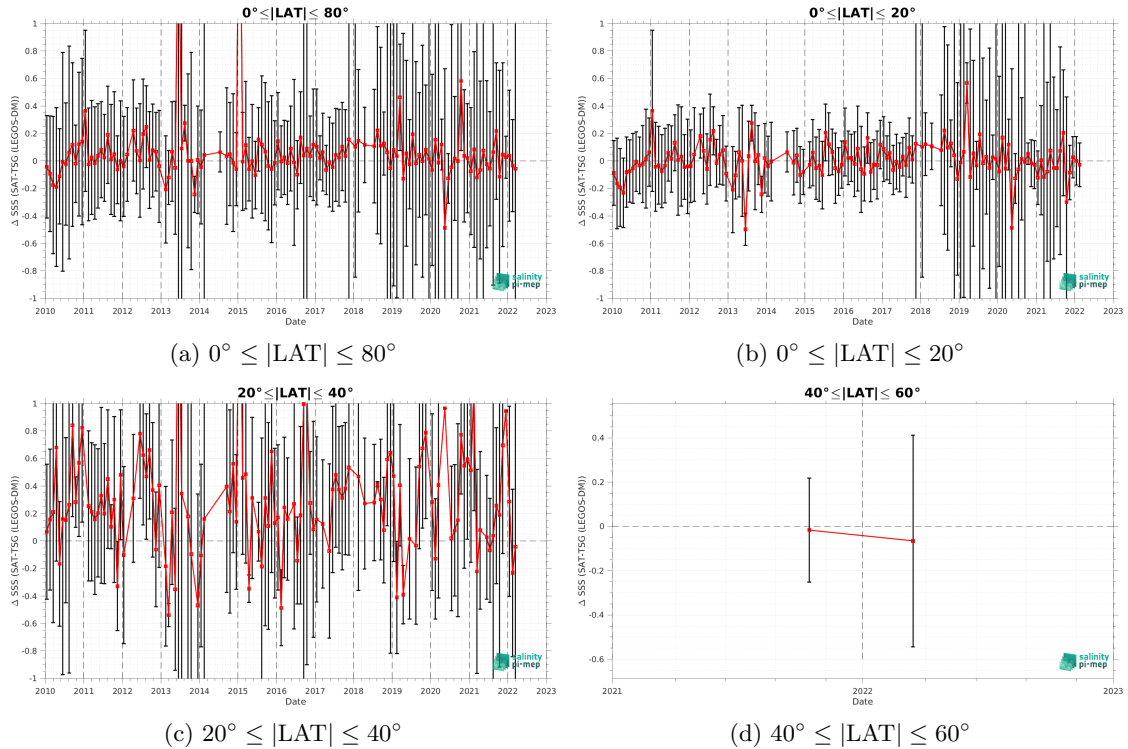 0°≤|LAT|≤ 80°
Δ SSS (SAT-TSG (LEGOS-DM))
1
0.8
0.6
0.4
0.2
0
-0.2
-0.4
-0.6
-0.8
-1
2010 2011 2012 2013 2014 2015 2016 2017 2018 2019 2020 2021 2022 2023
Date
salinity
pi-mep
(a) 0° ≤ |LAT| ≤ 80°
0°≤|LAT|≤ 20°
Δ SSS (SAT-TSG (LEGOS-DM))
1
0.8
0.6
0.4
0.2
0
-0.2
-0.4
-0.6
-0.8
-1
2010 2011 2012 2013 2014 2015 2016 2017 2018 2019 2020 2021 2022 2023
Date
salinity
pi-mep
(b) 0° ≤ |LAT| ≤ 20°
20°≤|LAT|≤ 40°
Δ SSS (SAT-TSG (LEGOS-DM))
1
0.8
0.6
0.4
0.2
0
-0.2
-0.4
-0.6
-0.8
-1
2010 2011 2012 2013 2014 2015 2016 2017 2018 2019 2020 2021 2022 2023
Date
salinity
pi-mep
(c) 20° ≤ |LAT| ≤ 40°
40°≤|LAT|≤ 60°
Δ SSS (SAT-TSG (LEGOS-DM))
0.4
0.2
0
-0.2
-0.4
-0.6
2021 2022 2023
Date
salinity
pi-mep
(d) 40° ≤ |LAT| ≤ 60°